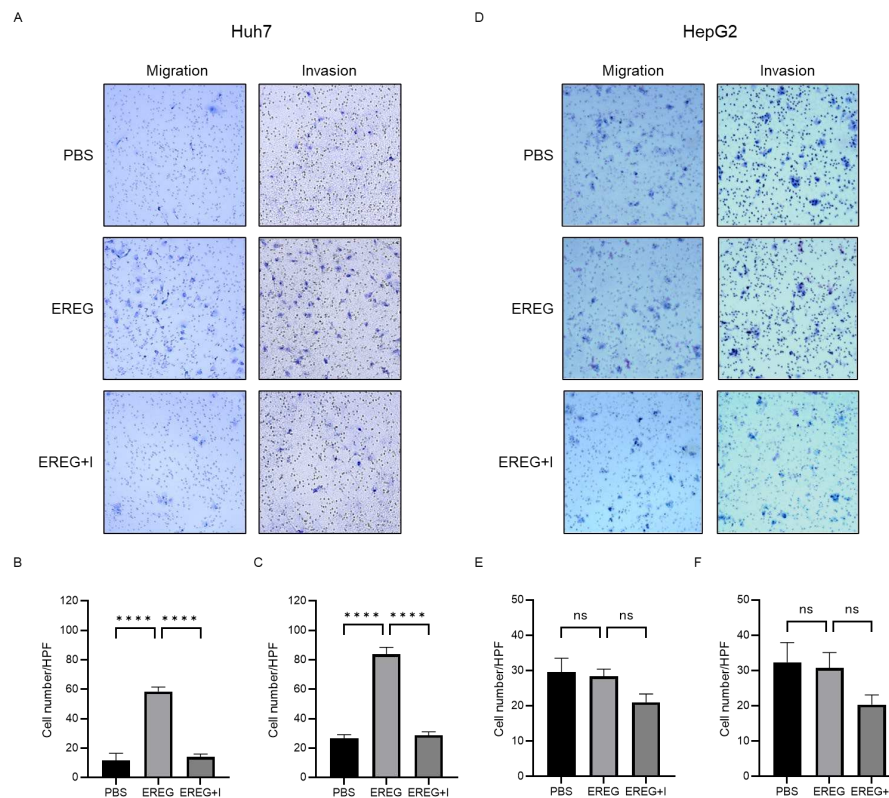 A
Huh7
Migration Invasion
PBS
EREG
EREG+I
D
HepG2
Migration Invasion
PBS
EREG
EREG+I
B
Cell number/HPF
120
100
80
60
40
20
0
**** ****
PBS EREG EREG+I
C
Cell number/HPF
120
100
80
60
40
20
0
**** ****
PBS EREG EREG+I
E
Cell number/HPF
50
40
30
20
10
0
ns ns
PBS EREG EREG+I
F
Cell number/HPF
50
40
30
20
10
0
ns ns
PBS EREG EREG+